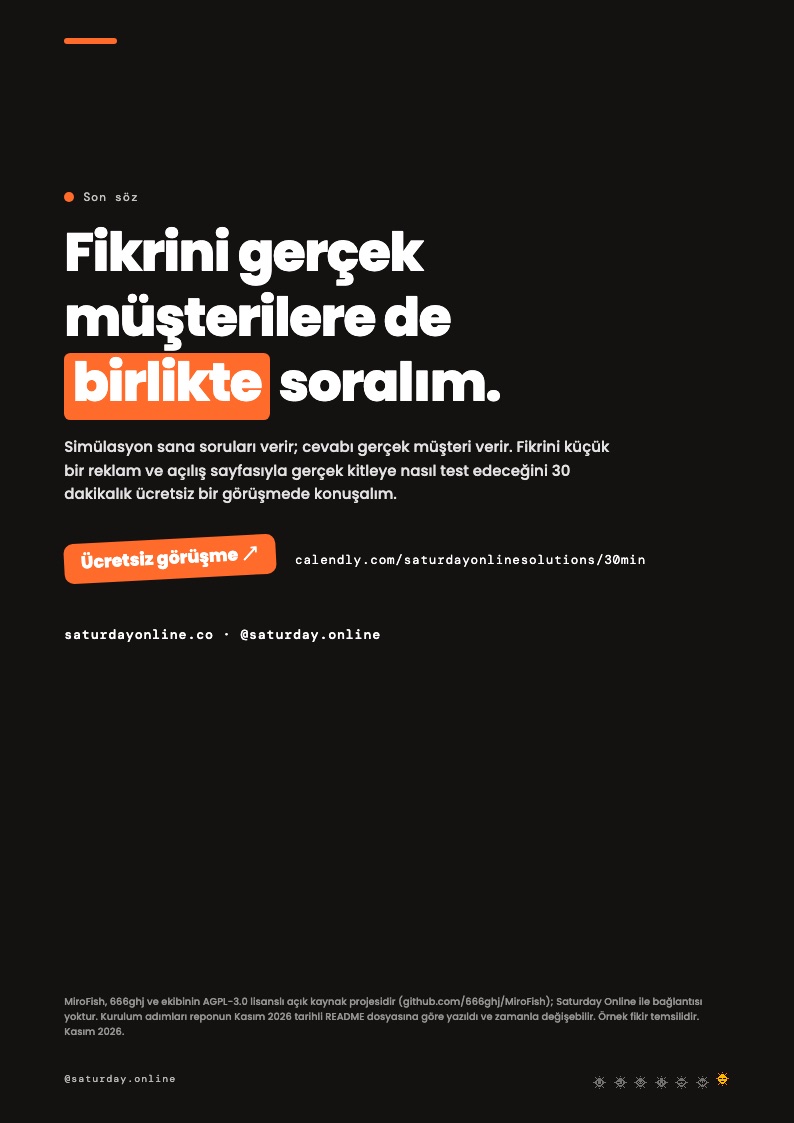 Son söz
Fikrini gerçek
müşterilere de
birlikte soralım.
Simülasyon sana soruları verir; cevabı gerçek müşteri verir. Fikrini küçük
bir reklam ve açılış sayfasıyla gerçek kitleye nasıl test edeceğini 30
dakikalık ücretsiz bir görüşmede konuşalım.
Ücretsiz görüşme ↗ calendly.com/saturdayonlinesolutions/30min
saturdayonline.co · @saturday.online
MiroFish, 666ghj ve ekibinin AGPL-3.0 lisanslı açık kaynak projesidir (github.com/666ghj/MiroFish); Saturday Online ile bağlantısı
yoktur. Kurulum adımları reponun Kasım 2026 tarihli README dosyasına göre yazıldı ve zamanla değişebilir. Örnek fikir temsilidir.
Kasım 2026.
@saturday.online